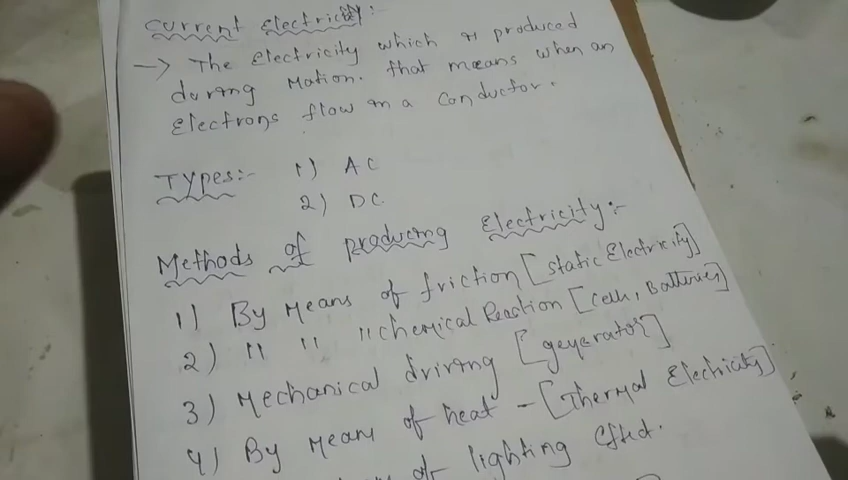 Current Electricity:-
→ The Electricity which is produced
during Motion. that means when an
Electrons flow in a conductor.
Types:- 1) AC
2) DC
Methods of producing Electricity:-
1) By Means of friction [static Electricity]
2) " " " chemical Reaction [Cells, Batteries]
3) Mechanical driving [generator]
4) By Means of heat - [Thermal Electricity]
of lighting effect.